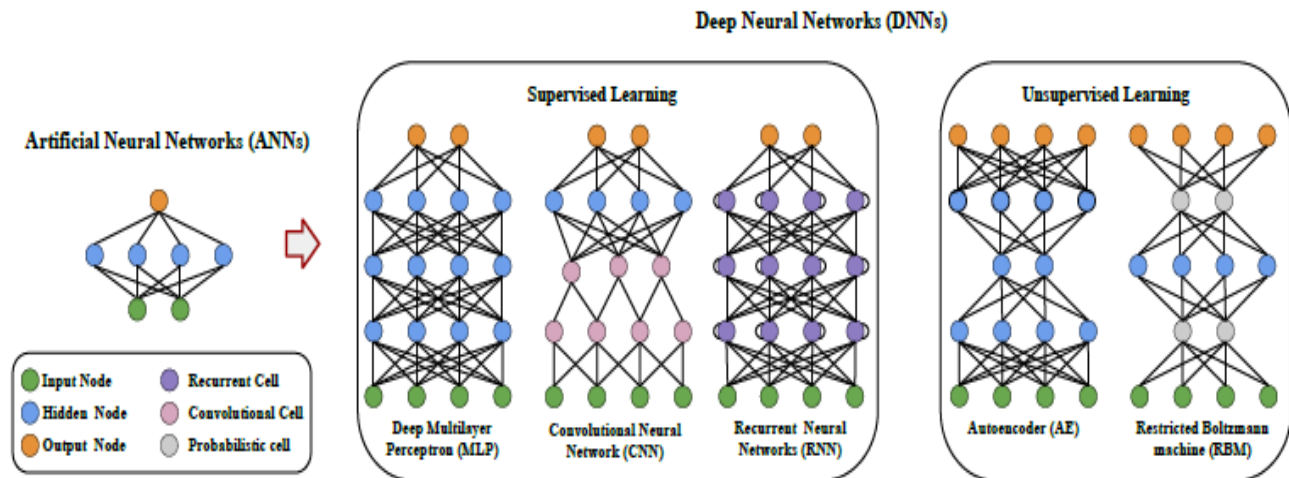 Deep Neural Networks (DNNs)
Supervised Learning
Unsupervised Learning
Artificial Neural Networks (ANNs)
Input Node
Recurrent Cell
Hidden Node
Convolutional Cell
Output Node
Probabilistic cell
Deep Multilayer
Perceptron (MLP)
Convolutional Neural
Network (CNN)
Recurrent Neural
Networks (RNN)
Autoencoder (AE)
Restricted Boltzmann
machine (RBM)